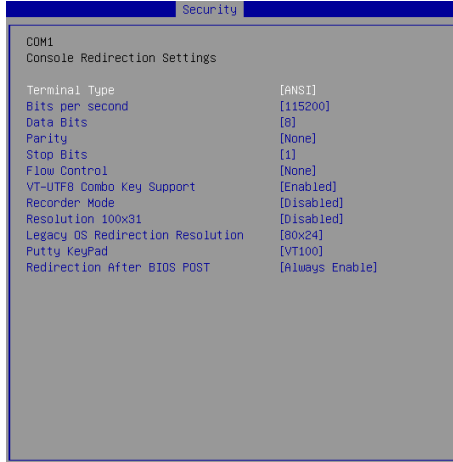 Security
COM1
Console Redirection Settings
Terminal Type [ANSI]
Bits per second [115200]
Data Bits [8]
Parity [None]
Stop Bits [1]
Flow Control [None]
VT-UTF8 Combo Key Support [Enabled]
Recorder Mode [Disabled]
Resolution 100x31 [Disabled]
Legacy OS Redirection Resolution [80x24]
Putty KeyPad [VT100]
Redirection After BIOS POST [Always Enable]